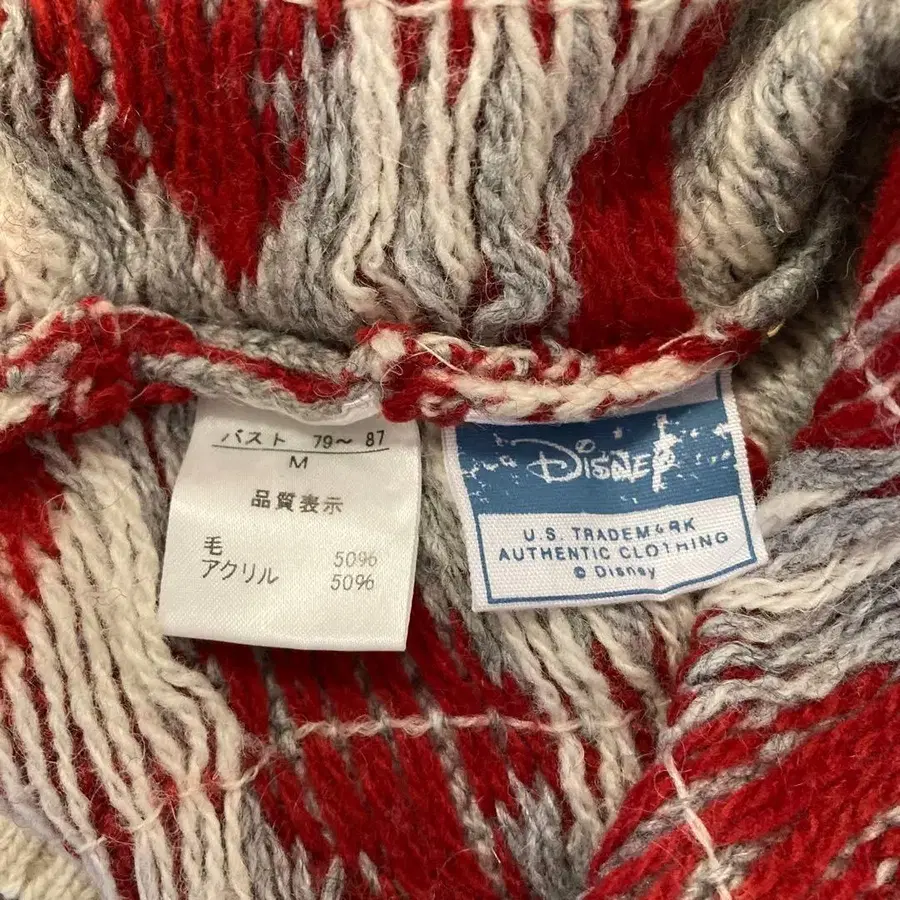 バスト 79〜87
M
品質表示
毛 50%
アクリル 50%
Disney
U.S. TRADEMARK
AUTHENTIC CLOTHING
© Disney